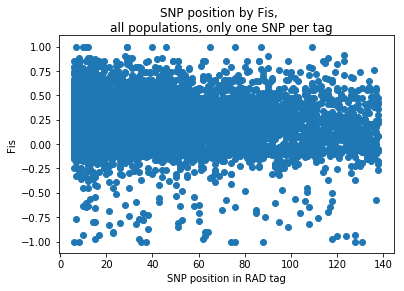 SNP position by Fis,
all populations, only one SNP per tag
1.00
0.75
0.50
0.25
0.00
−0.25
−0.50
−0.75
−1.00
Fis
0 20 40 60 80 100 120 140
SNP position in RAD tag